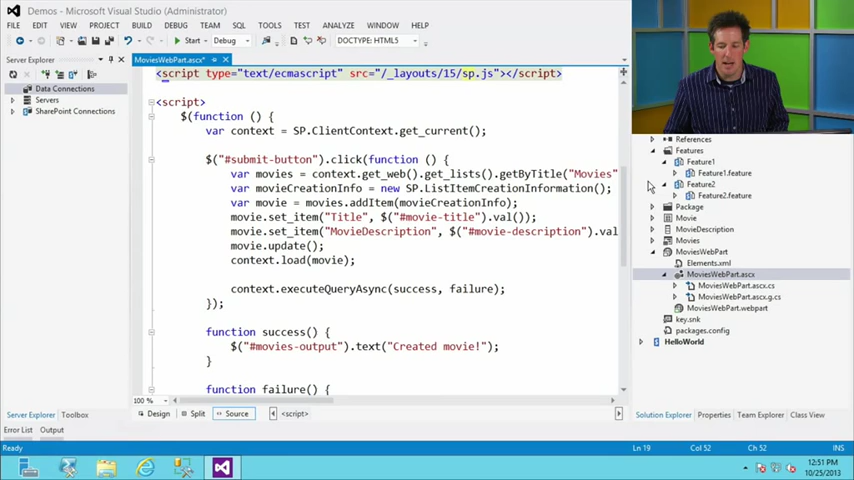 Demos - Microsoft Visual Studio (Administrator)
FILE EDIT VIEW PROJECT BUILD DEBUG TEAM SQL TOOLS TEST ANALYZE WINDOW HELP
Start Debug DOCTYPE: HTML5
MoviesWebPart.ascx*
Data Connections
Servers
SharePoint Connections
<script type="text/ecmascript" src="/_layouts/15/sp.js"></script>
<script>
$(function () {
var context = SP.ClientContext.get_current();
$("#submit-button").click(function () {
var movies = context.get_web().get_lists().getByTitle("Movies"
var movieCreationInfo = new SP.ListItemCreationInformation();
var movie = movies.addItem(movieCreationInfo);
movie.set_item("Title", $("#movie-title").val());
movie.set_item("MovieDescription", $("#movie-description").val
movie.update();
context.load(movie);
context.executeQueryAsync(success, failure);
});
function success() {
$("#movies-output").text("Created movie!");
}
function failure() {
100 %
Design Split Source <script>
References
Features
Feature1
Feature1.feature
Feature2
Feature2.feature
Package
Movie
MovieDescription
Movies
MoviesWebPart
Elements.xml
MoviesWebPart.ascx
MoviesWebPart.ascx.cs
MoviesWebPart.ascx.g.cs
MoviesWebPart.webpart
key.snk
packages.config
HelloWorld
Server Explorer Toolbox
Solution Explorer Properties Team Explorer Class View
Error List Output
Ready Ln 19 Col 52 Ch 52 INS
12:51 PM
10/25/2013